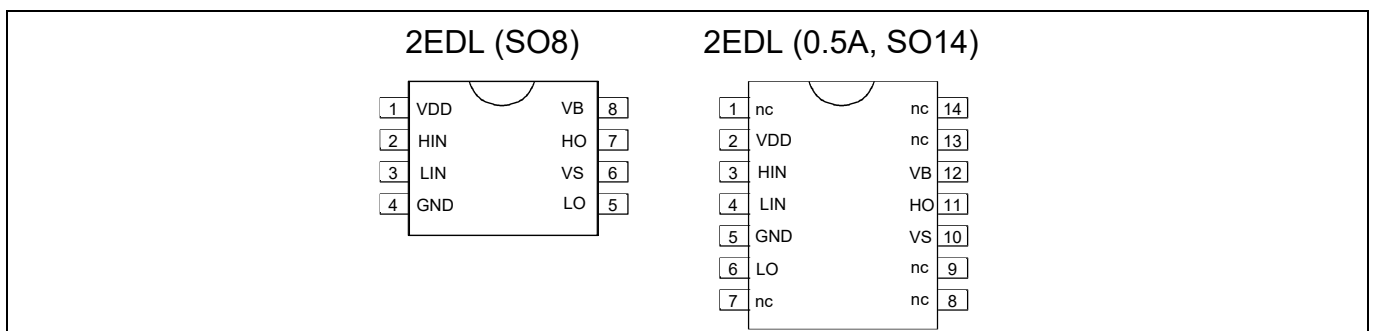 2EDL (SO8)
1 VDD VB 8
2 HIN HO 7
3 LIN VS 6
4 GND LO 5
2EDL (0.5A, SO14)
1 nc nc 14
2 VDD nc 13
3 HIN VB 12
4 LIN HO 11
5 GND VS 10
6 LO nc 9
7 nc nc 8